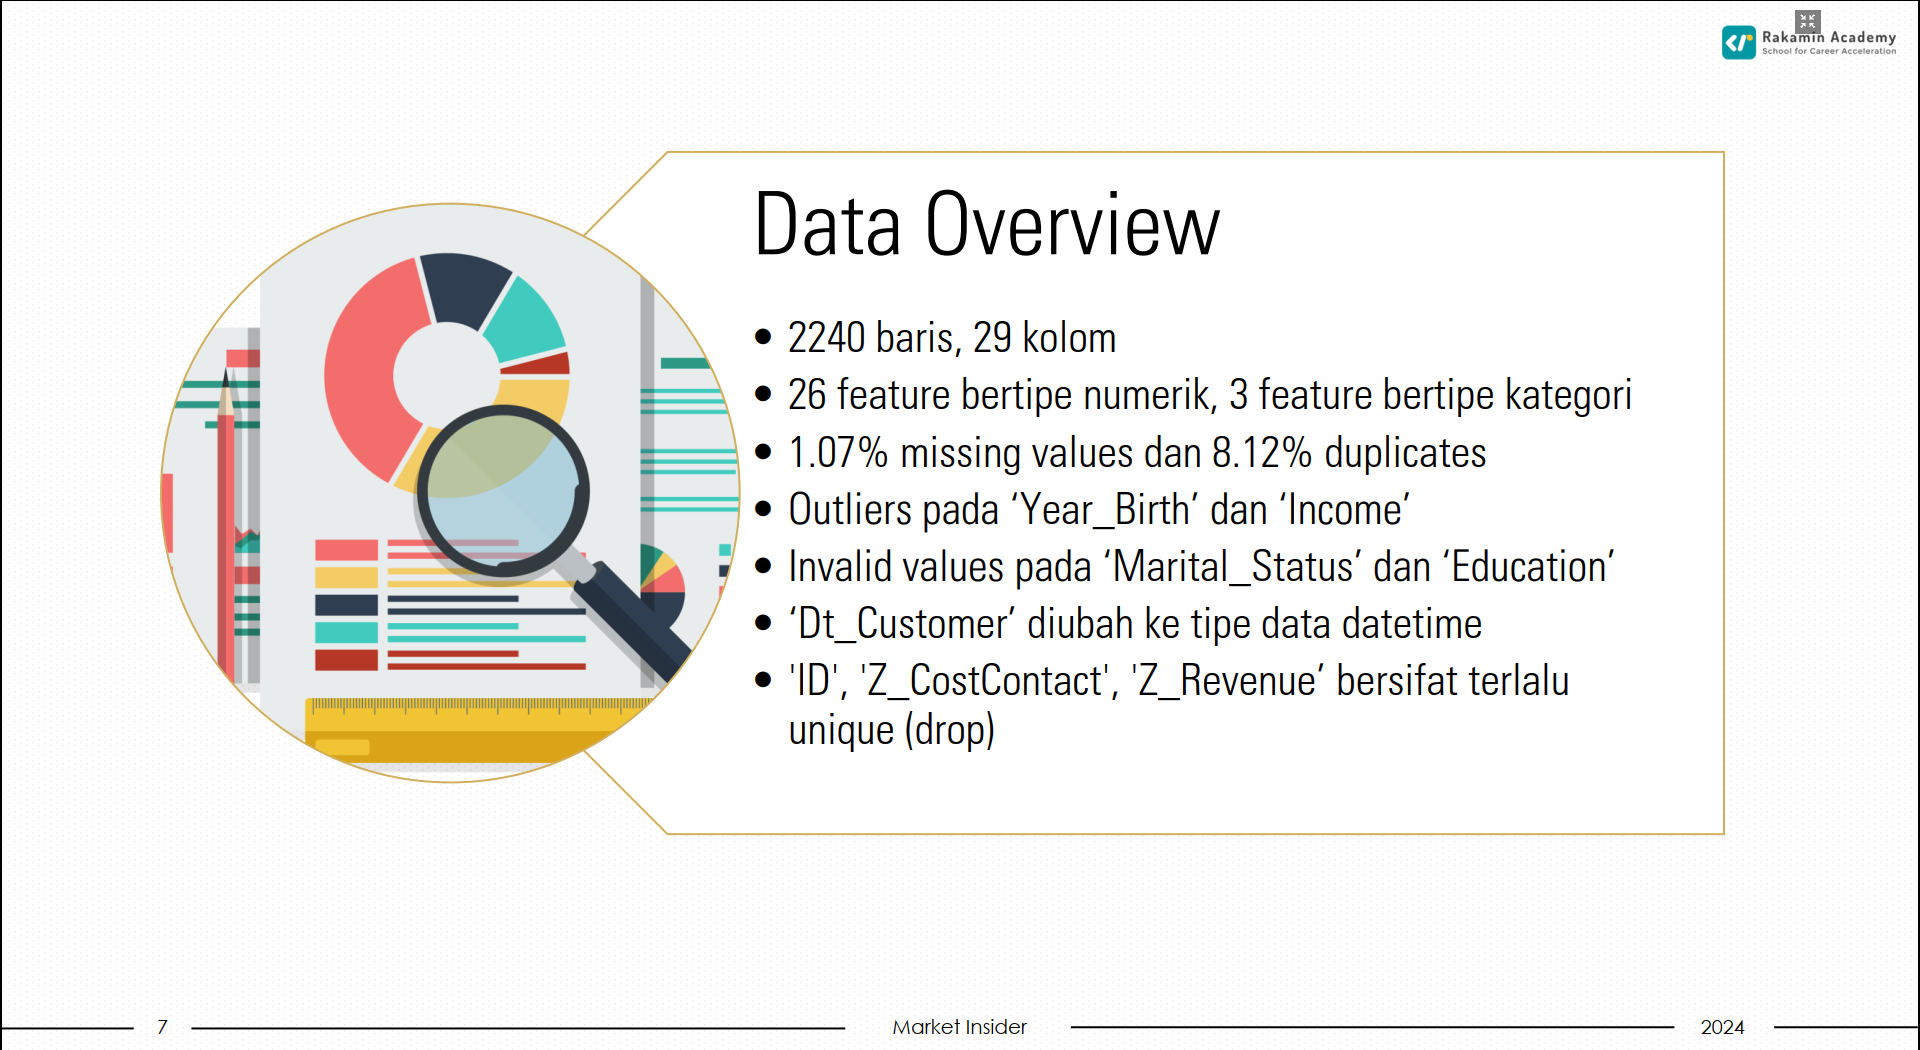 Rakamin Academy
School for Career Acceleration
Data Overview
• 2240 baris, 29 kolom
• 26 feature bertipe numerik, 3 feature bertipe kategori
• 1.07% missing values dan 8.12% duplicates
• Outliers pada ‘Year_Birth’ dan ‘Income’
• Invalid values pada ‘Marital_Status’ dan ‘Education’
• ‘Dt_Customer’ diubah ke tipe data datetime
• 'ID', 'Z_CostContact', 'Z_Revenue’ bersifat terlalu
unique (drop)
7
Market Insider
2024